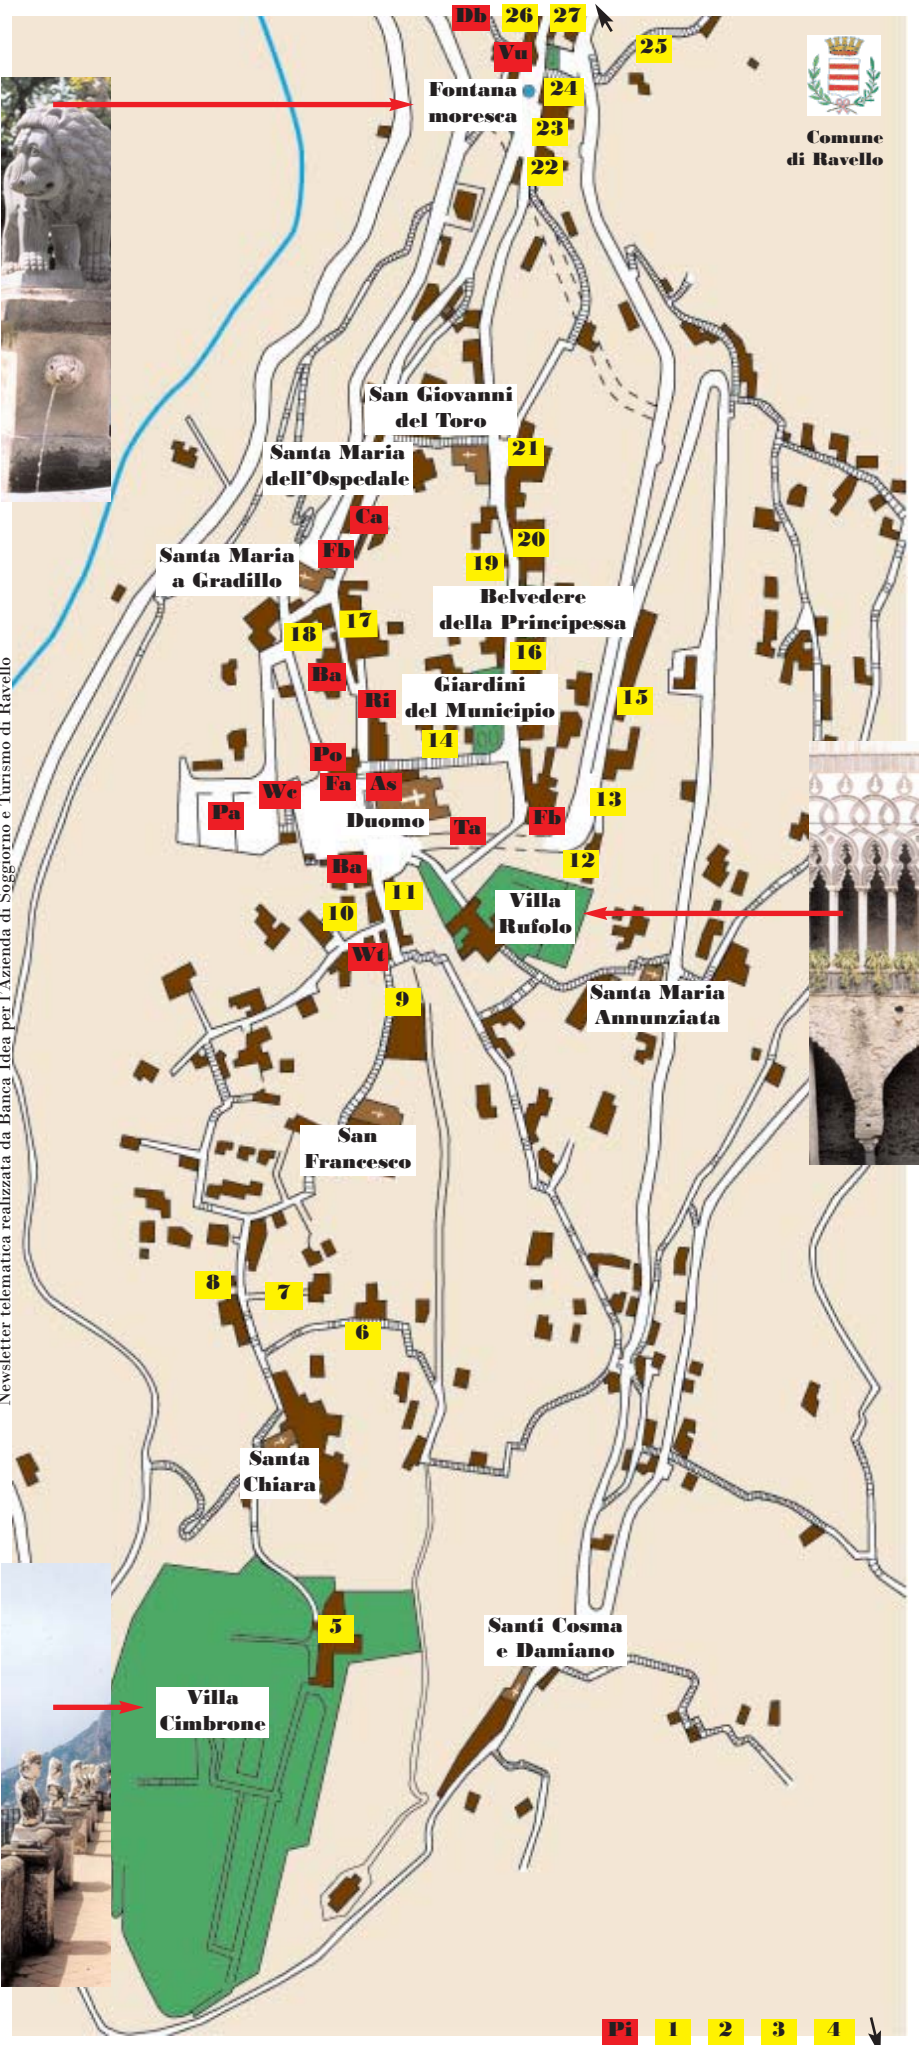 Db 26 27
Vu 25
Fontana
moresca
24
Comune
di Ravello
23
22
San Giovanni
del Toro
21
Santa Maria
dell'Ospedale
Ca
20
Fb
Santa Maria
a Gradillo
19
Belvedere
della Principessa
17
18
16
Ba
Giardini
del Municipio
Ri
15
14
Po
Fa As
Wc
13
Pa
Duomo
Ta
Fb
12
Ba
11
10
Villa
Rufolo
Wt
9
Santa Maria
Annunziata
San
Francesco
8
7
6
Santa
Chiara
5
Santi Cosma
e Damiano
Villa
Cimbrone
Pi 1 2 3 4
Newsletter telematica realizzata da Banca Idea per l'Azienda di Soggiorno e Turismo di Ravello